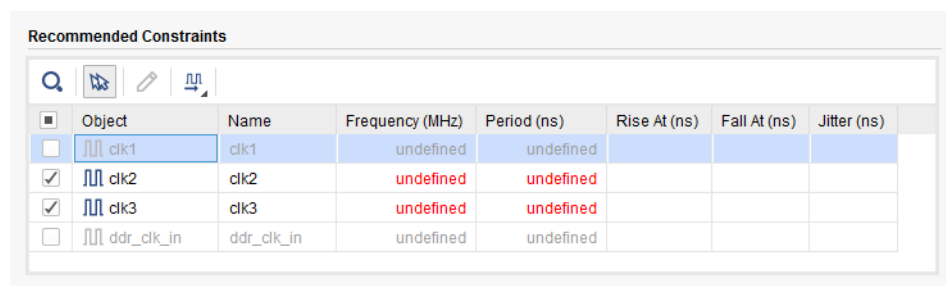 Recommended Constraints
Object Name Frequency (MHz) Period (ns) Rise At (ns) Fall At (ns) Jitter (ns)
clk1 clk1 undefined undefined
clk2 clk2 undefined undefined
clk3 clk3 undefined undefined
ddr_clk_in ddr_clk_in undefined undefined